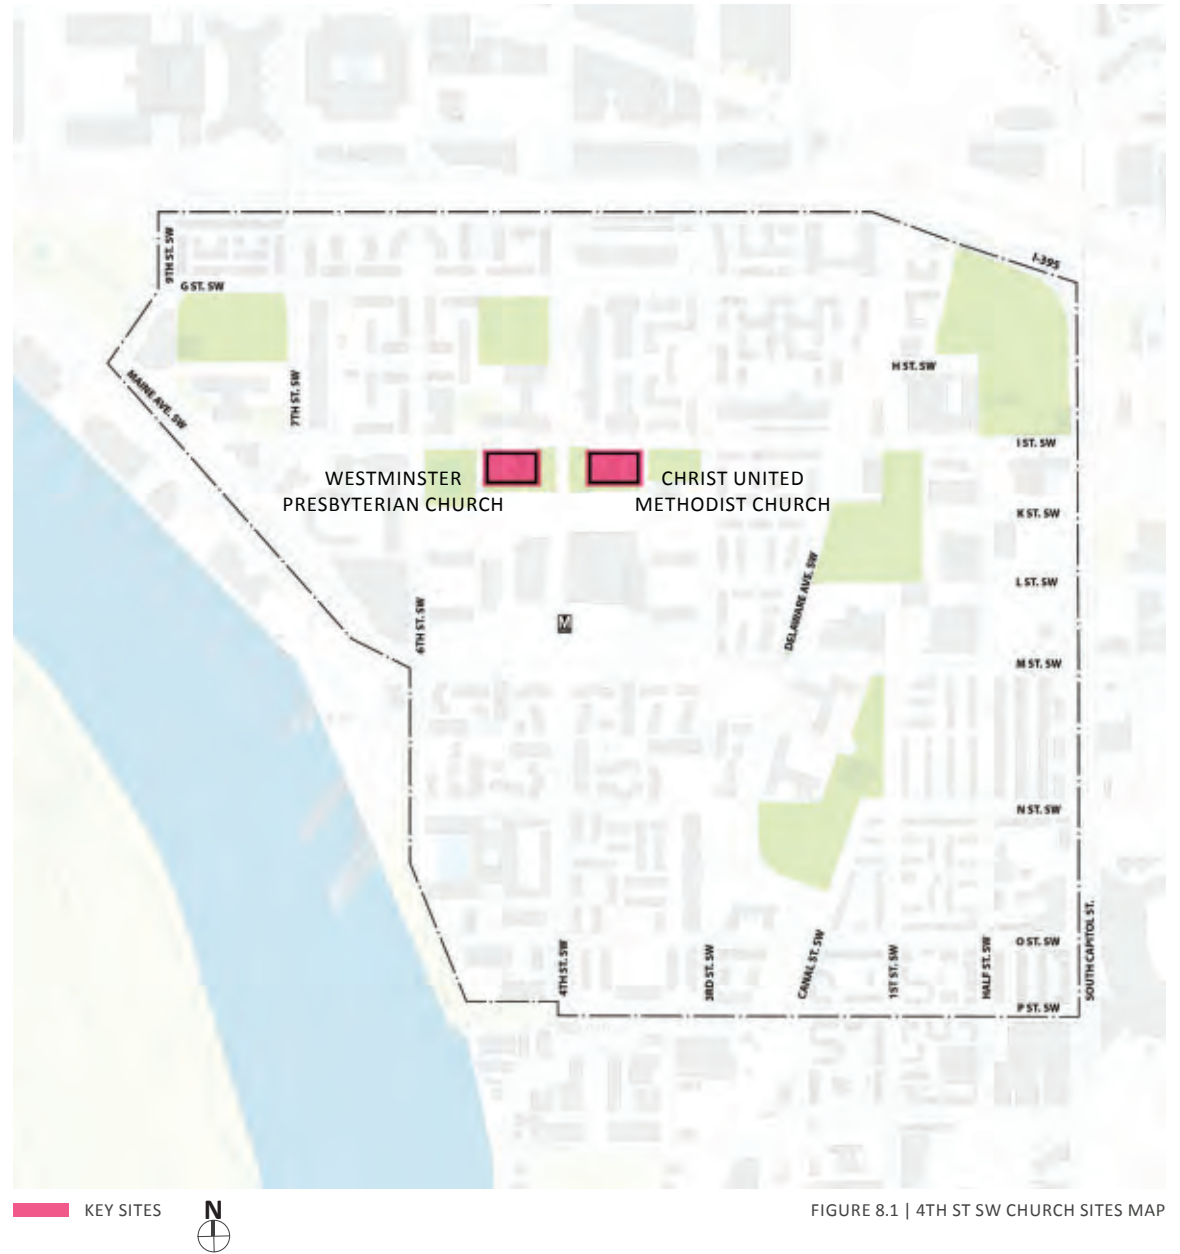 I-395
9TH ST. SW
G ST. SW
H ST. SW
MAINE AVE. SW
7TH ST. SW
I ST. SW
WESTMINSTER
PRESBYTERIAN CHURCH
CHRIST UNITED
METHODIST CHURCH
K ST. SW
DELAWARE AVE. SW
L ST. SW
6TH ST. SW
M
M ST. SW
N ST. SW
4TH ST. SW
3RD ST. SW
CANAL ST. SW
1ST ST. SW
HALF ST. SW
O ST. SW
SOUTH CAPITOL ST.
P ST. SW
KEY SITES
N
FIGURE 8.1 | 4TH ST SW CHURCH SITES MAP